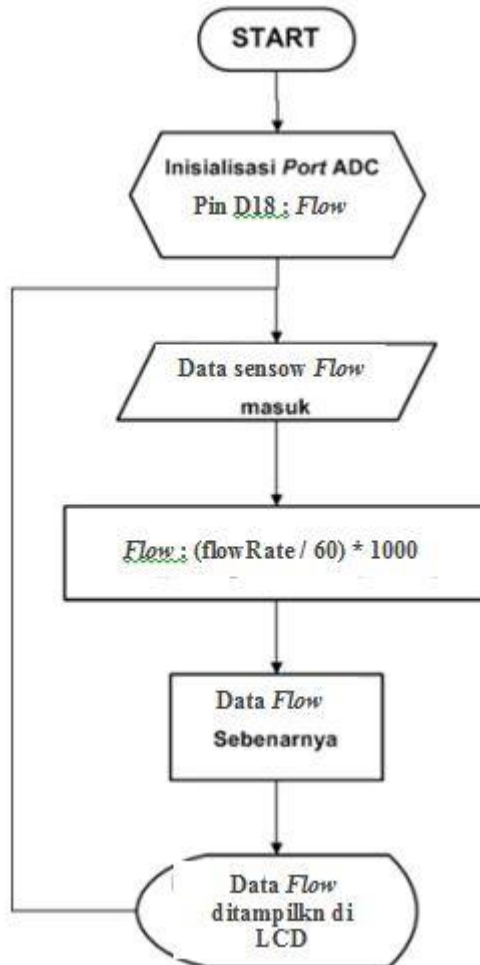 START
Inisialisasi Port ADC
Pin D18 : Flow
Data sensow Flow
masuk
Flow : (flowRate / 60) * 1000
Data Flow
Sebenarnya
Data Flow
ditampilkn di
LCD